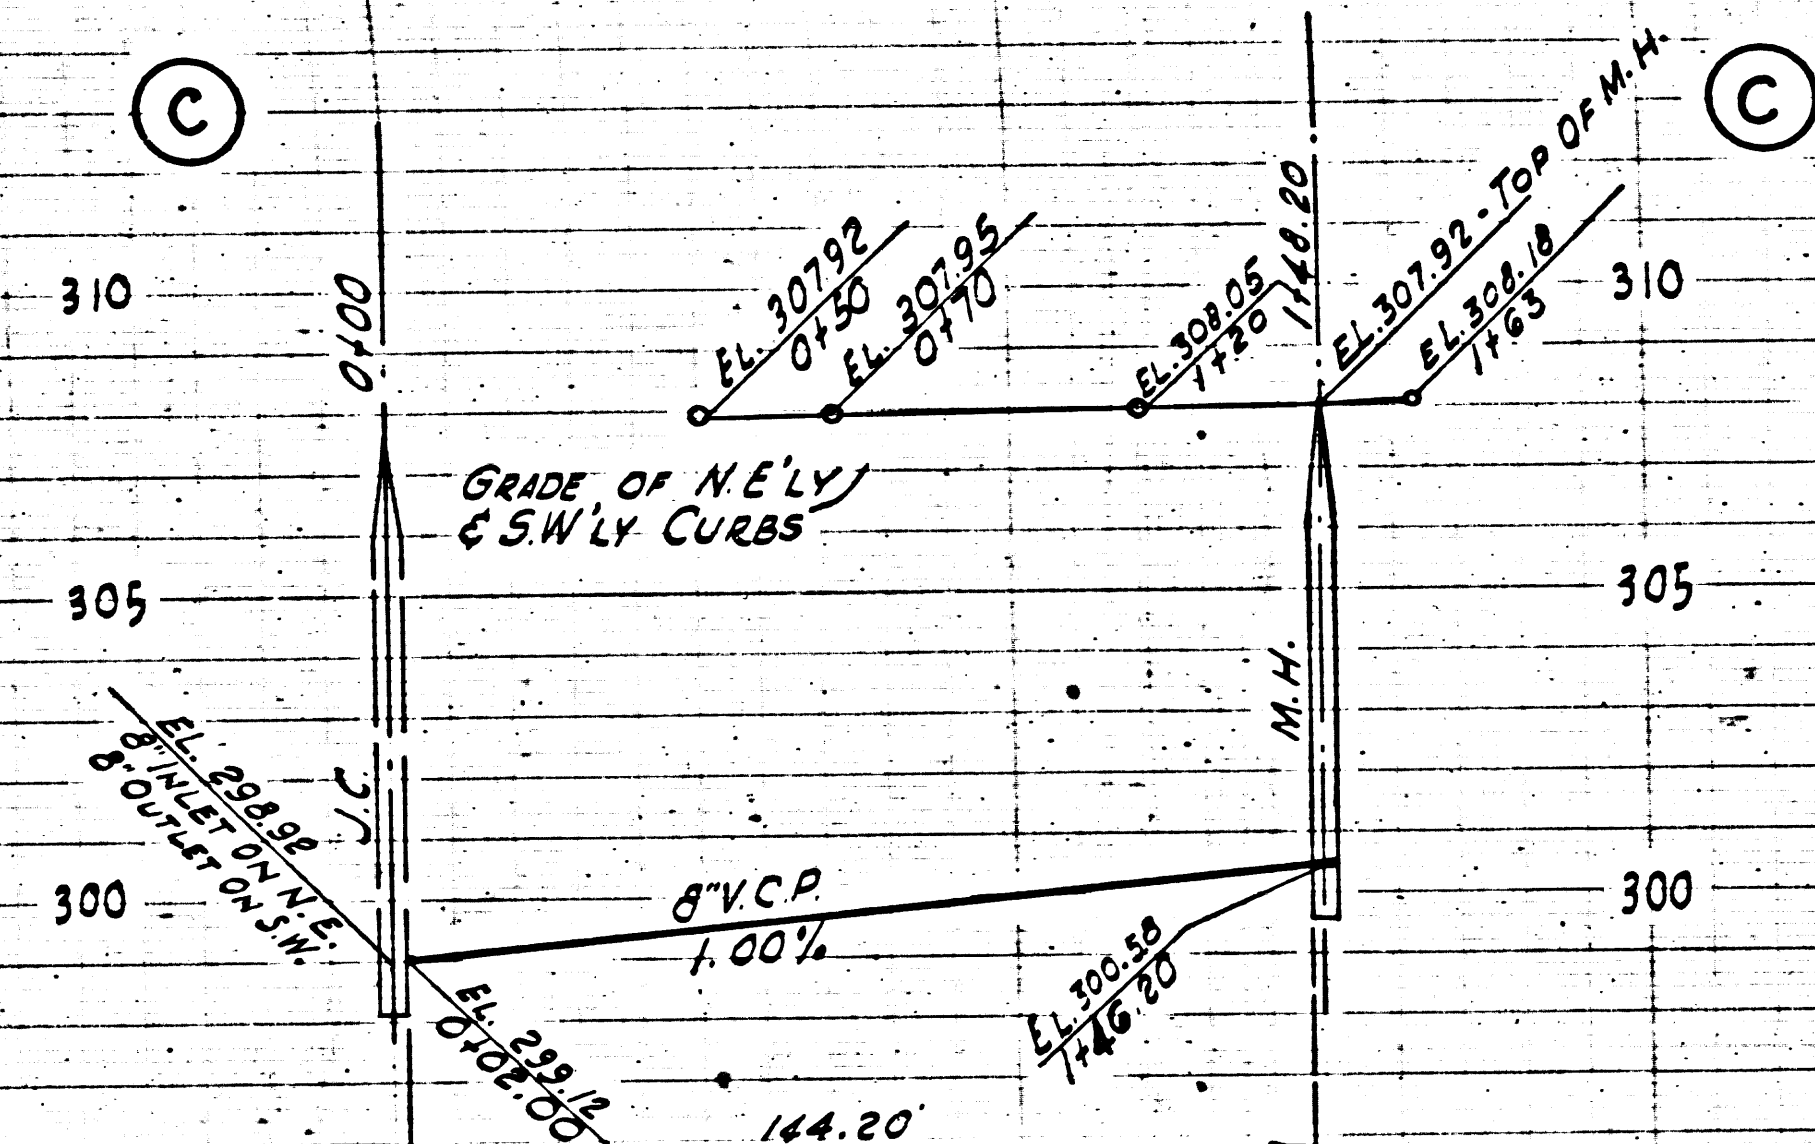 C
C
310
310
305
305
300
300
0+00
EL. 307.92
0+50
EL. 307.95
0+70
EL. 308.05
1+20
1+48.20
EL. 307.92 - TOP OF M.H.
EL. 308.18
1+63
GRADE OF N.E'LY
& S.W'LY CURBS
J.C.
M.H.
EL. 298.92
8" INLET ON N.E.
8" OUTLET ON S.W.
8" V.C.P.
1.00%
EL. 299.12
0+02.00
EL. 300.58
1+46.20
144.20'